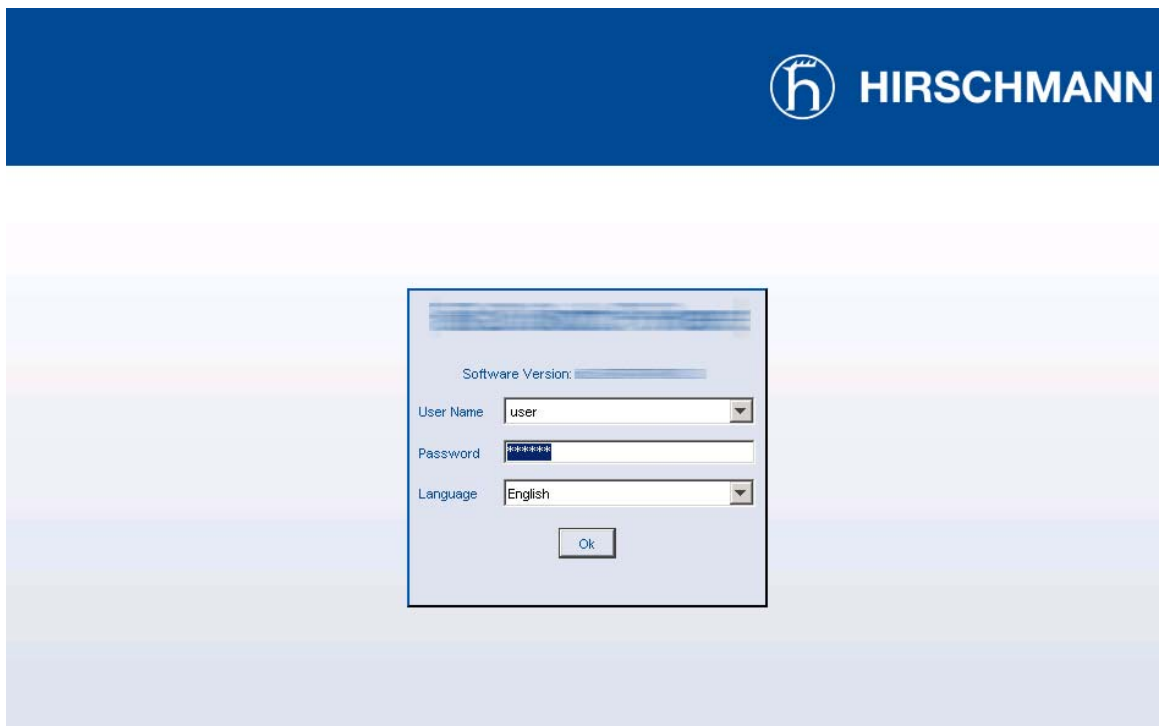 HIRSCHMANN
Software Version:
User Name user
Password ******
Language English
Ok